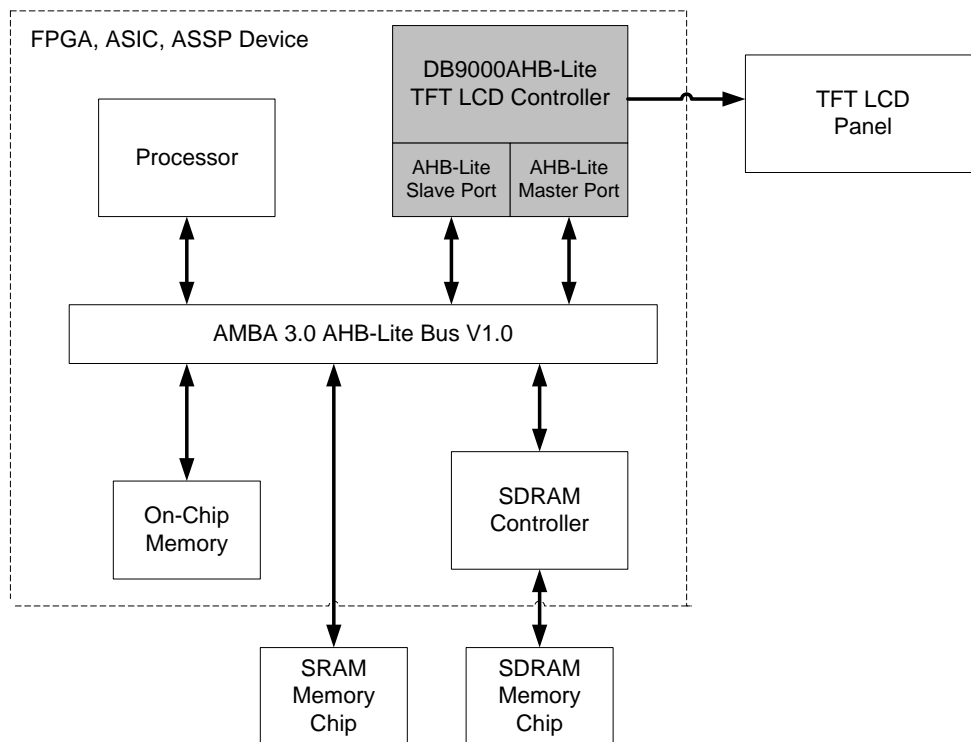 FPGA, ASIC, ASSP Device
DB9000AHB-Lite
TFT LCD Controller
TFT LCD
Panel
Processor
AHB-Lite
Slave Port
AHB-Lite
Master Port
AMBA 3.0 AHB-Lite Bus V1.0
On-Chip
Memory
SDRAM
Controller
SRAM
Memory
Chip
SDRAM
Memory
Chip